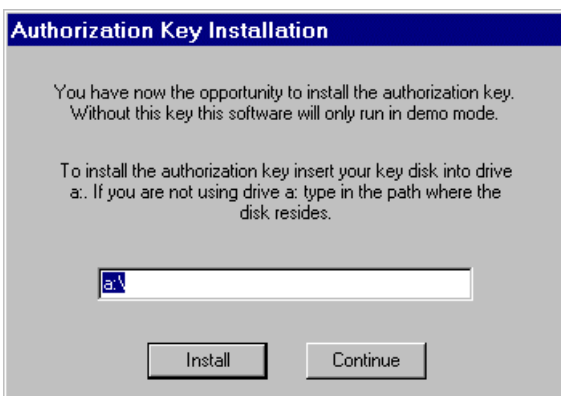 Authorization Key Installation
You have now the opportunity to install the authorization key.
Without this key this software will only run in demo mode.
To install the authorization key insert your key disk into drive
a:. If you are not using drive a: type in the path where the
disk resides.
a:\
Install Continue